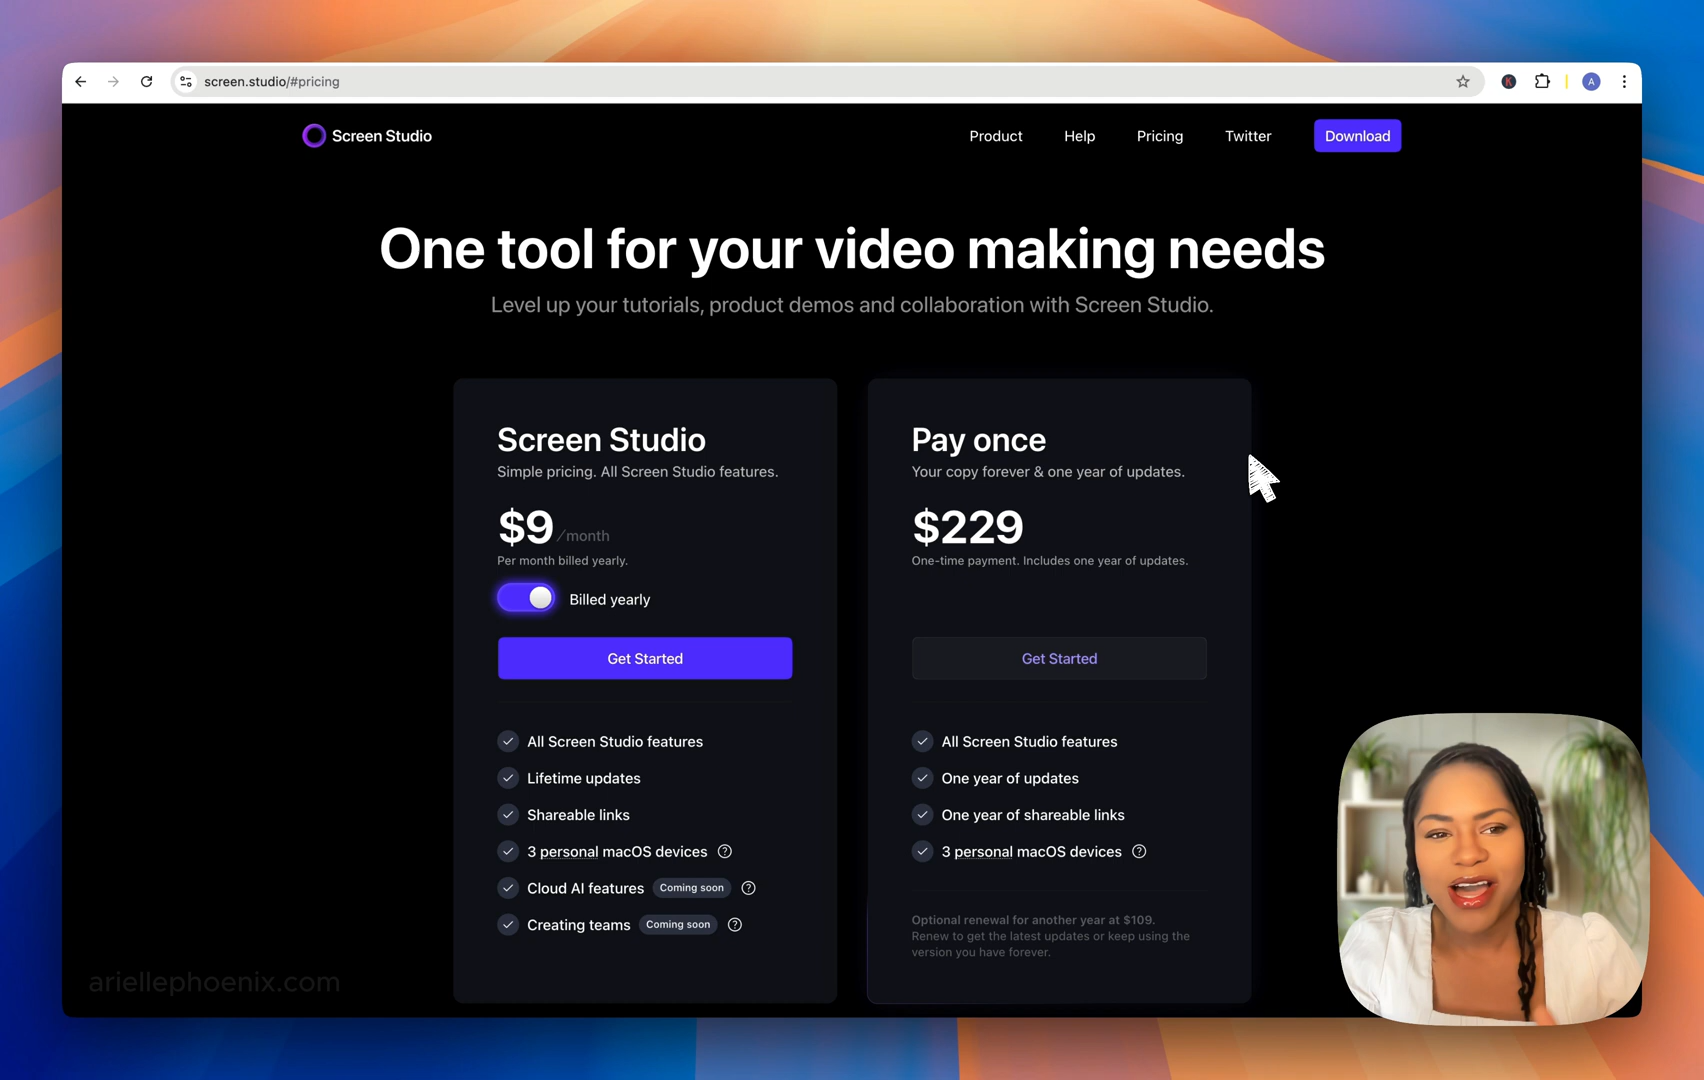 screen.studio/#pricing
K
A
Screen Studio
Product
Help
Pricing
Twitter
Download
One tool for your video making needs
Level up your tutorials, product demos and collaboration with Screen Studio.
Screen Studio
Simple pricing. All Screen Studio features.
$9 /month
Per month billed yearly.
Billed yearly
Get Started
All Screen Studio features
Lifetime updates
Shareable links
3 personal macOS devices ?
Cloud AI features Coming soon ?
Creating teams Coming soon ?
Pay once
Your copy forever & one year of updates.
$229
One-time payment. Includes one year of updates.
Get Started
All Screen Studio features
One year of updates
One year of shareable links
3 personal macOS devices ?
Optional renewal for another year at $109.
Renew to get the latest updates or keep using the
version you have forever.
ariellephoenix.com